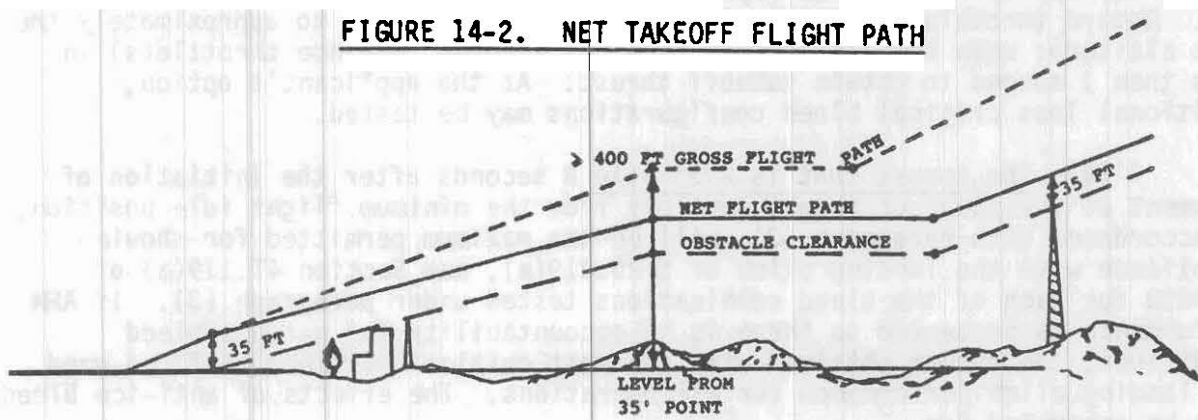 FIGURE 14-2. NET TAKEOFF FLIGHT PATH
≥ 400 FT GROSS FLIGHT PATH
35 FT
NET FLIGHT PATH
OBSTACLE CLEARANCE
35 FT
LEVEL FROM
35' POINT